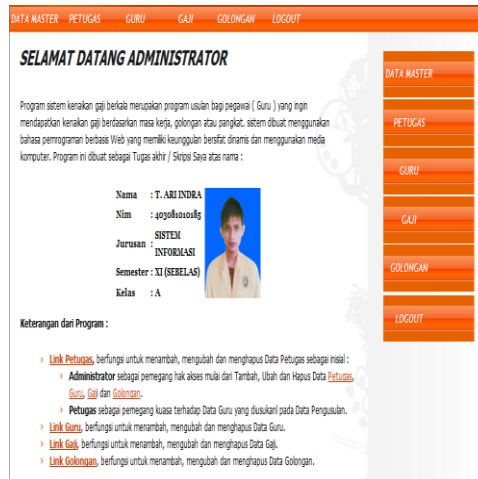 DATA MASTER PETUGAS GURU GAJI GOLONGAN LOGOUT
SELAMAT DATANG ADMINISTRATOR
Program sistem kenaikan gaji berkala merupakan program usulan bagi pegawai ( Guru ) yang ingin
mendapatkan kenaikan gaji berdasarkan masa kerja, golongan atau pangkat. sistem dibuat menggunakan
bahasa pemrograman berbasis Web yang memiliki keunggulan bersifat dinamis dan menggunakan media
komputer. Program ini dibuat sebagai Tugas akhir / Skripsi Saya atas nama :
Nama : T. ARI INDRA
Nim : 403081010185
Jurusan : SISTEM
INFORMASI
Semester : XI (SEBELAS)
Kelas : A
Keterangan dari Program :
Link Petugas, berfungsi untuk menambah, mengubah dan menghapus Data Petugas sebagai inisial :
Administrator sebagai pemegang hak akses mulai dari Tambah, Ubah dan Hapus Data Petugas,
Guru, Gaji dan Golongan.
Petugas sebagai pemegang kuasa terhadap Data Guru yang diusukanl pada Data Pengusulan.
Link Guru, berfungsi untuk menambah, mengubah dan menghapus Data Guru.
Link Gaji, berfungsi untuk menambah, mengubah dan menghapus Data Gaji.
Link Golongan, berfungsi untuk menambah, mengubah dan menghapus Data Golongan.
DATA MASTER
PETUGAS
GURU
GAJI
GOLONGAN
LOGOUT